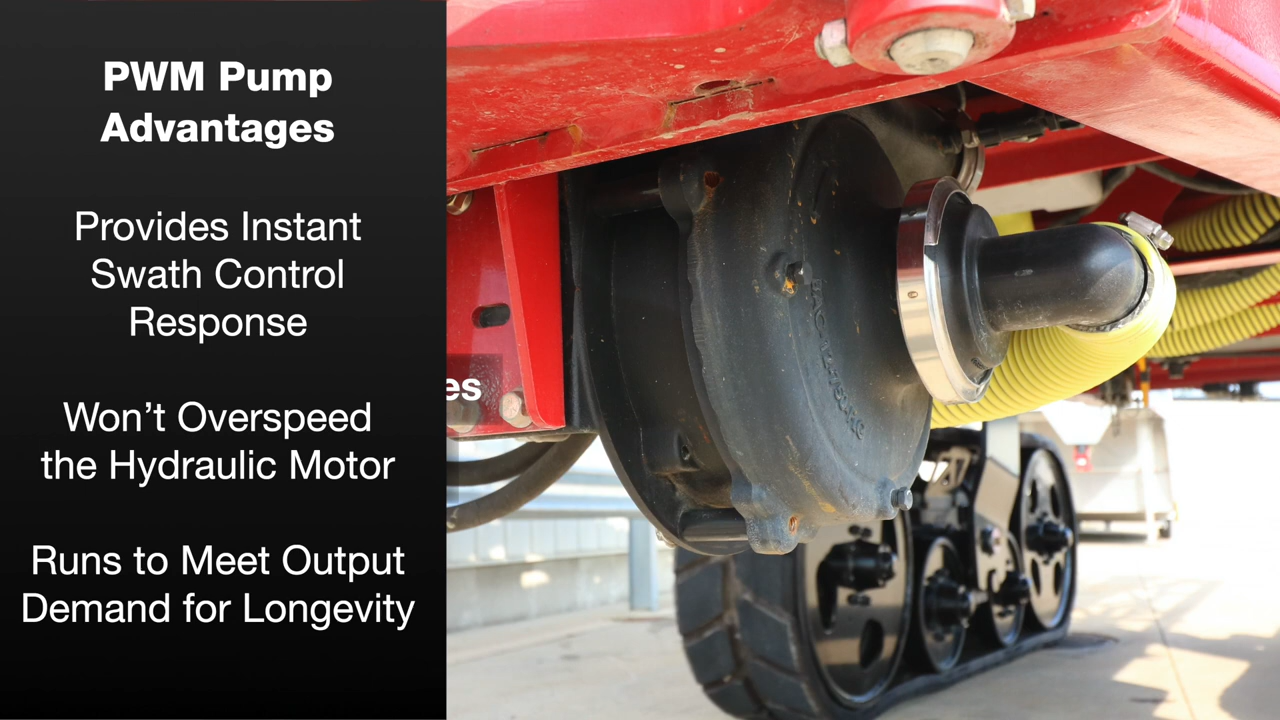 PWM Pump
Advantages
Provides Instant
Swath Control
Response
es
Won’t Overspeed
the Hydraulic Motor
Runs to Meet Output
Demand for Longevity